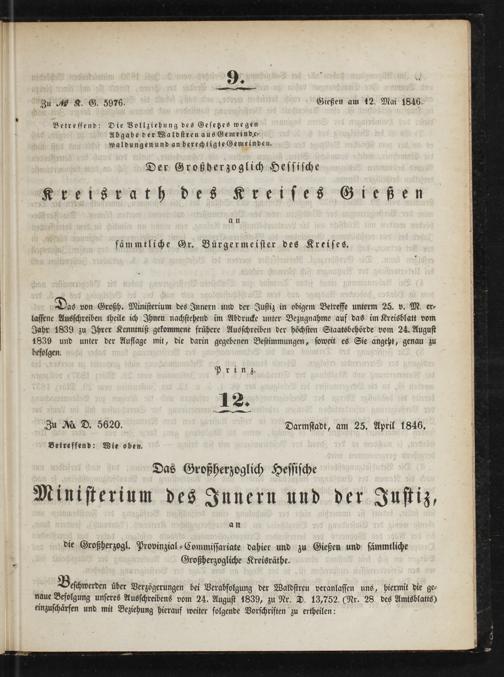 9.
Zu № K. G. 5976. Gießen am 12. Mai 1846.
Betreffend: Die Vollziehung des Gesetzes wegen
Abgabe der Waldstreu aus Gemeinds-
waldungen und an berechtigte Gemeinden.
Der Großherzoglich Hessische
Kreisrath des Kreises Gießen
an
sämmtliche Gr. Bürgermeister des Kreises.
Das von Großh. Ministerium des Innern und der Justiz in obigem Betreffe unterm 25. v. M. er-
lassene Ausschreiben theile ich Ihnen nachstehend im Abdrucke unter Bezugnahme auf das im Kreisblatt vom
Jahr 1839 zu Ihrer Kenntniß gekommene frühere Ausschreiben der höchsten Staatsbehörde vom 24. August
1839 und unter der Auflage mit, die darin gegebenen Bestimmungen, soweit es Sie angeht, genau zu
befolgen.
Prinz.
12.
Zu No. D. 5620. Darmstadt, am 25. April 1846.
Betreffend: Wie oben.
Das Großherzoglich Hessische
Ministerium des Innern und der Justiz,
an
die Großherzogl. Provinzial-Commissariate dahier und zu Gießen und sämmtliche
Großherzogliche Kreisräthe.
Beschwerden über Verzögerungen bei Verabfolgung der Waldstreu veranlassen uns, hiermit die ge-
naue Befolgung unseres Ausschreibens vom 24. August 1839, zu Nr. D. 13,752 (Nr. 28 des Amtsblatts)
einzuschärfen und mit Beziehung hierauf weiter folgende Vorschriften zu ertheilen: